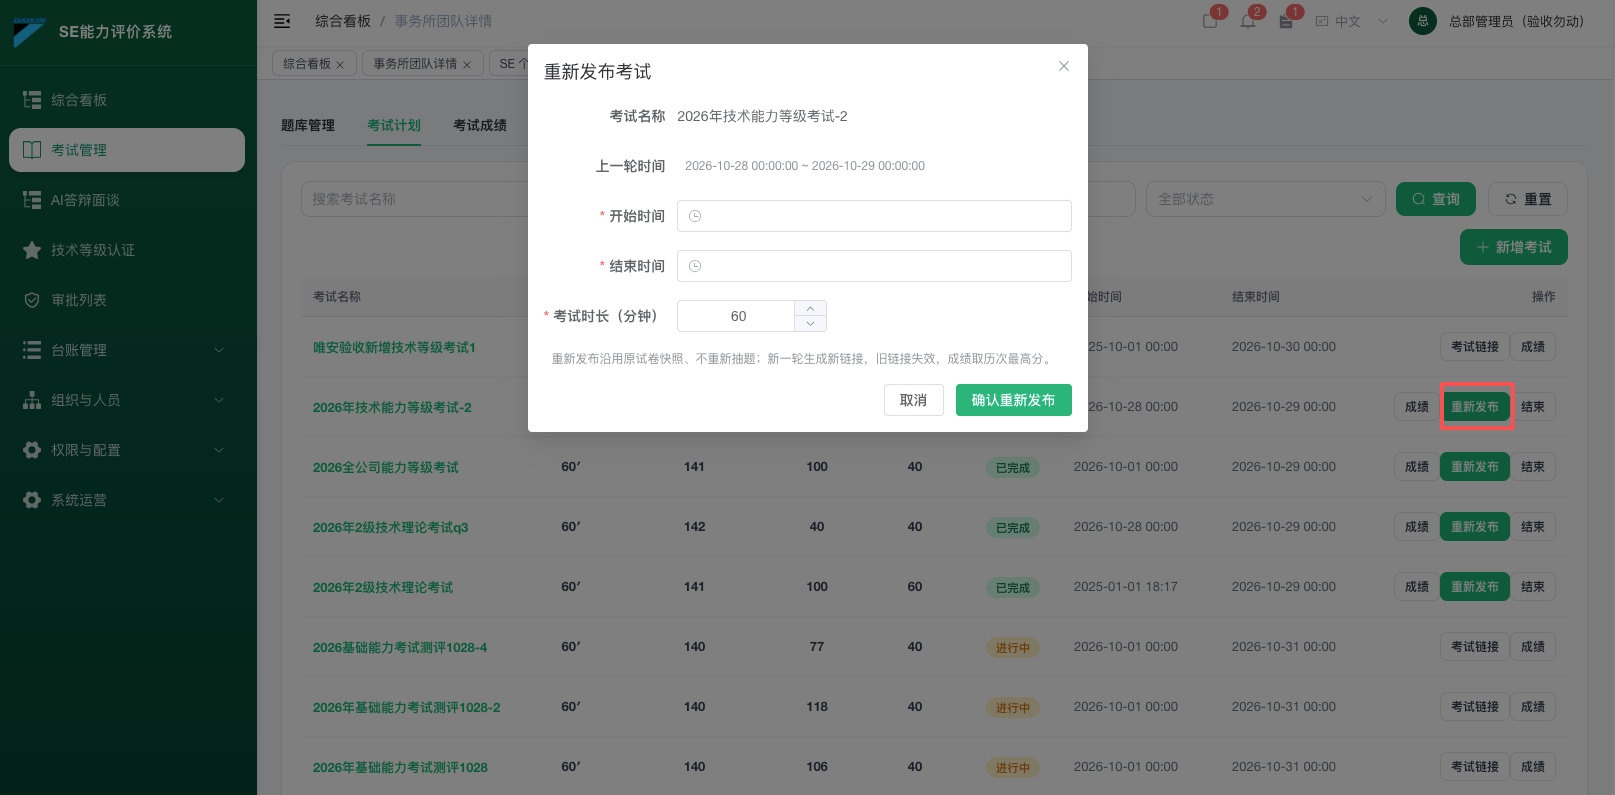 DAIKIN
SE能力评价系统
综合看板
考试管理
AI答辩面谈
技术等级认证
审批列表
台账管理
组织与人员
权限与配置
系统运营
综合看板 / 事务所团队详情
1
2
1
中文
总
总部管理员（验收勿动）
综合看板
事务所团队详情
SE 个
题库管理
考试计划
考试成绩
搜索考试名称
全部状态
查询
重置
新增考试
考试名称
始时间
结束时间
操作
唯安验收新增技术等级考试1
25-10-01 00:00
2026-10-30 00:00
考试链接
成绩
2026年技术能力等级考试-2
26-10-28 00:00
2026-10-29 00:00
成绩
重新发布
结束
2026全公司能力等级考试
60′
141
100
40
已完成
2026-10-01 00:00
2026-10-29 00:00
成绩
重新发布
结束
2026年2级技术理论考试q3
60′
142
40
40
已完成
2026-10-28 00:00
2026-10-29 00:00
成绩
重新发布
结束
2026年2级技术理论考试
60′
141
100
60
已完成
2025-01-01 18:17
2026-10-29 00:00
成绩
重新发布
结束
2026基础能力考试测评1028-4
60′
140
77
40
进行中
2026-10-01 00:00
2026-10-31 00:00
考试链接
成绩
2026年基础能力考试测评1028-2
60′
140
118
40
进行中
2026-10-01 00:00
2026-10-31 00:00
考试链接
成绩
2026年基础能力考试测评1028
60′
140
106
40
进行中
2026-10-01 00:00
2026-10-31 00:00
考试链接
成绩
重新发布考试
考试名称 2026年技术能力等级考试-2
上一轮时间 2026-10-28 00:00:00 ~ 2026-10-29 00:00:00
* 开始时间
* 结束时间
* 考试时长（分钟） 60
重新发布沿用原试卷快照、不重新抽题；新一轮生成新链接，旧链接失效，成绩取历次最高分。
取消
确认重新发布